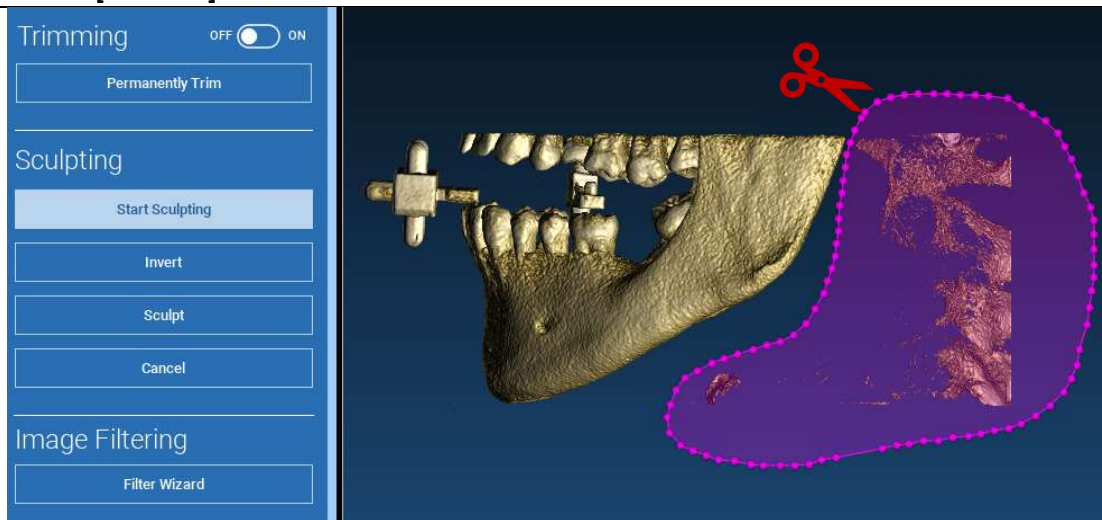 Trimming OFF ON
Permanently Trim
Sculpting
Start Sculpting
Invert
Sculpt
Cancel
Image Filtering
Filter Wizard